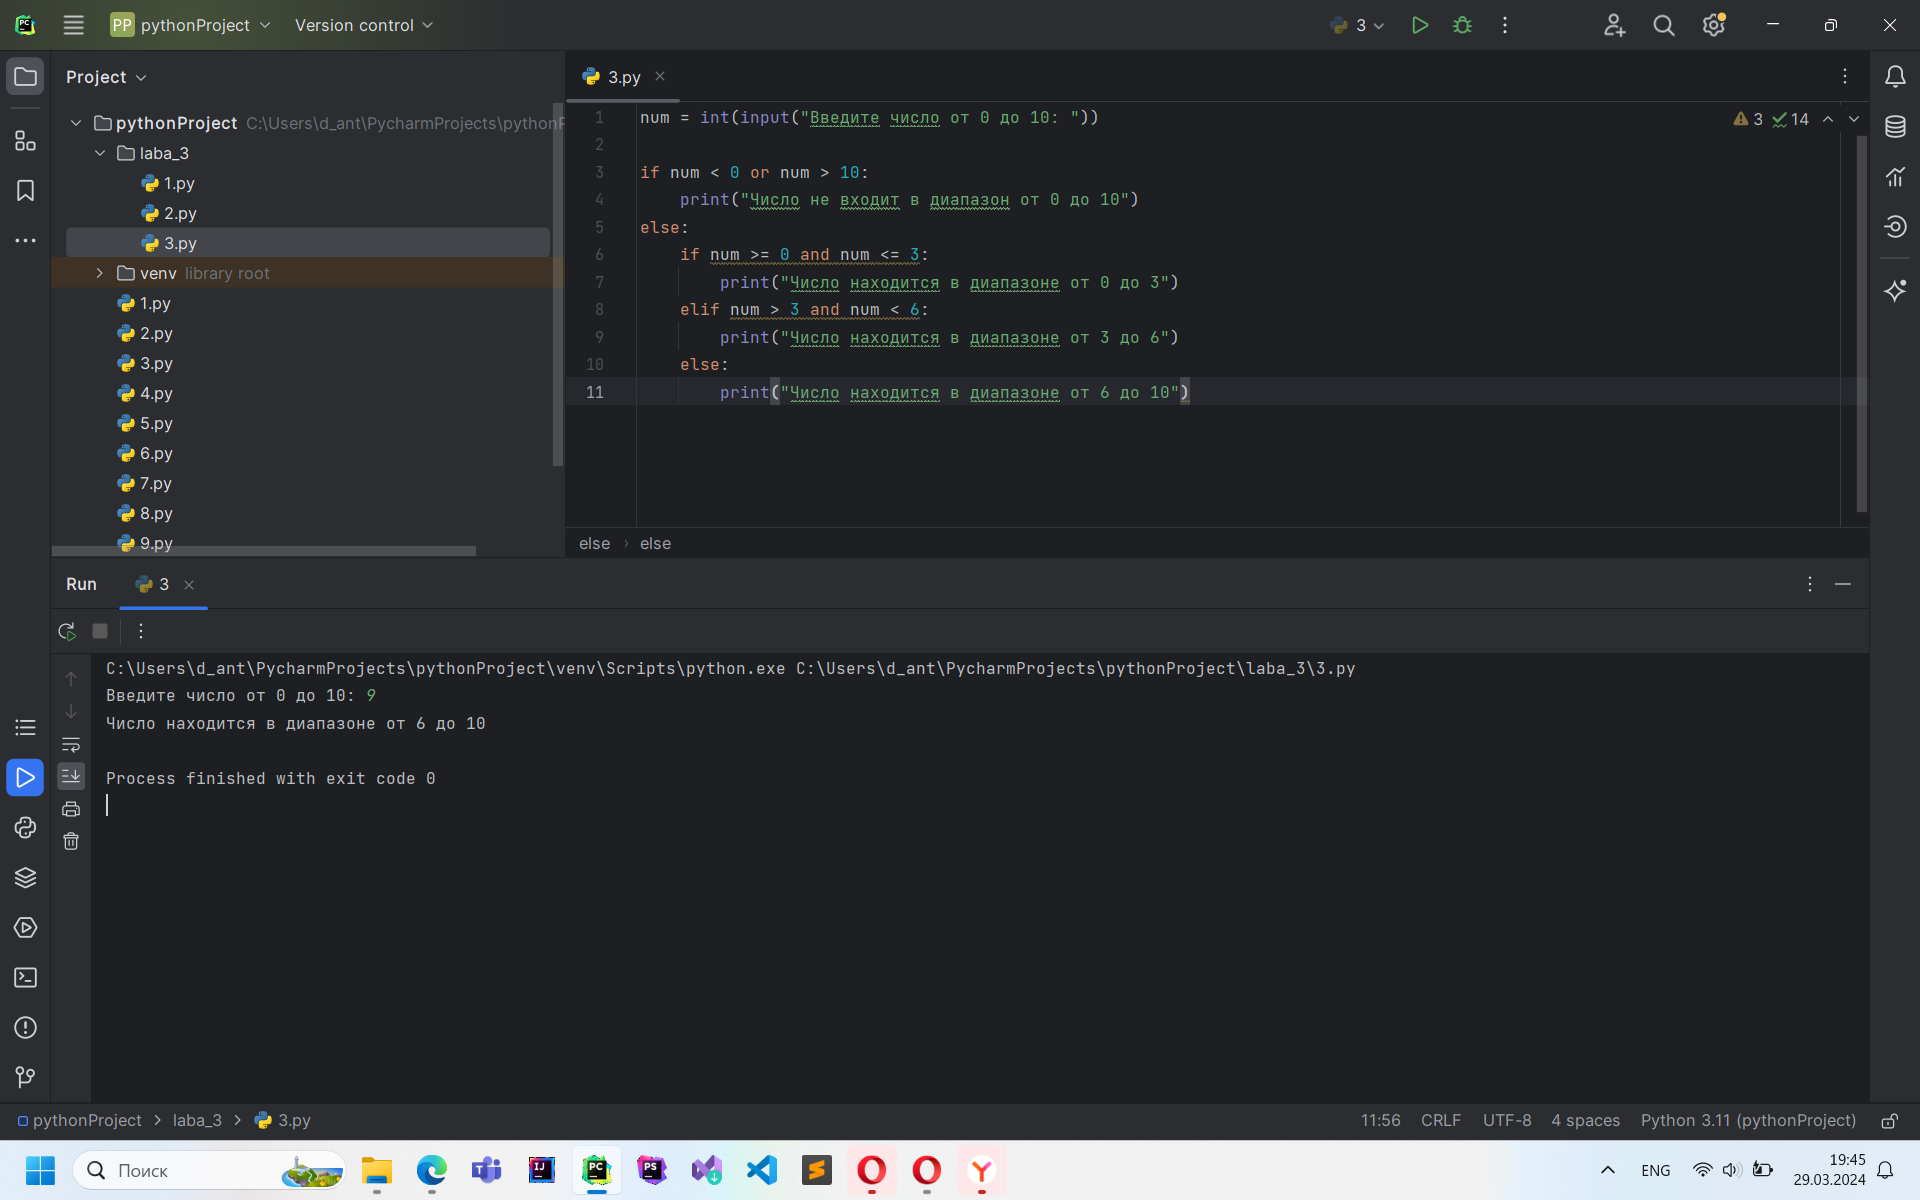 PP pythonProject Version control 3
Project
pythonProject C:\Users\d_ant\PycharmProjects\pythonP
laba_3
1.py
2.py
3.py
venv library root
1.py
2.py
3.py
4.py
5.py
6.py
7.py
8.py
9.py
3.py
3 14
1 num = int(input("Введите число от 0 до 10: "))
2
3 if num < 0 or num > 10:
4 print("Число не входит в диапазон от 0 до 10")
5 else:
6 if num >= 0 and num <= 3:
7 print("Число находится в диапазоне от 0 до 3")
8 elif num > 3 and num < 6:
9 print("Число находится в диапазоне от 3 до 6")
10 else:
11 print("Число находится в диапазоне от 6 до 10")
else › else
Run 3
C:\Users\d_ant\PycharmProjects\pythonProject\venv\Scripts\python.exe C:\Users\d_ant\PycharmProjects\pythonProject\laba_3\3.py
Введите число от 0 до 10: 9
Число находится в диапазоне от 6 до 10
Process finished with exit code 0
pythonProject > laba_3 > 3.py 11:56 CRLF UTF-8 4 spaces Python 3.11 (pythonProject)
Поиск ENG 19:45
29.03.2024